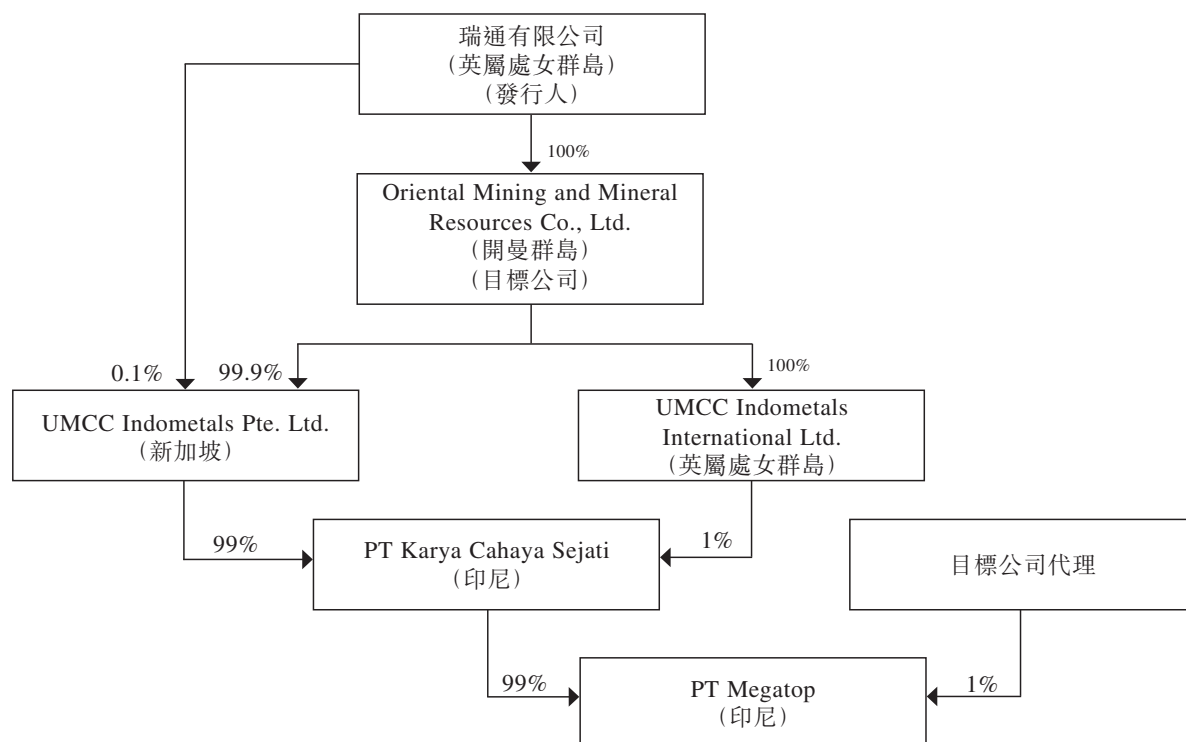 瑞通有限公司
（英屬處女群島）
（發行人）
100%
Oriental Mining and Mineral
Resources Co., Ltd.
（開曼群島）
（目標公司）
0.1%
99.9%
100%
UMCC Indometals Pte. Ltd.
（新加坡）
UMCC Indometals
International Ltd.
（英屬處女群島）
99%
PT Karya Cahaya Sejati
（印尼）
1%
目標公司代理
99%
PT Megatop
（印尼）
1%